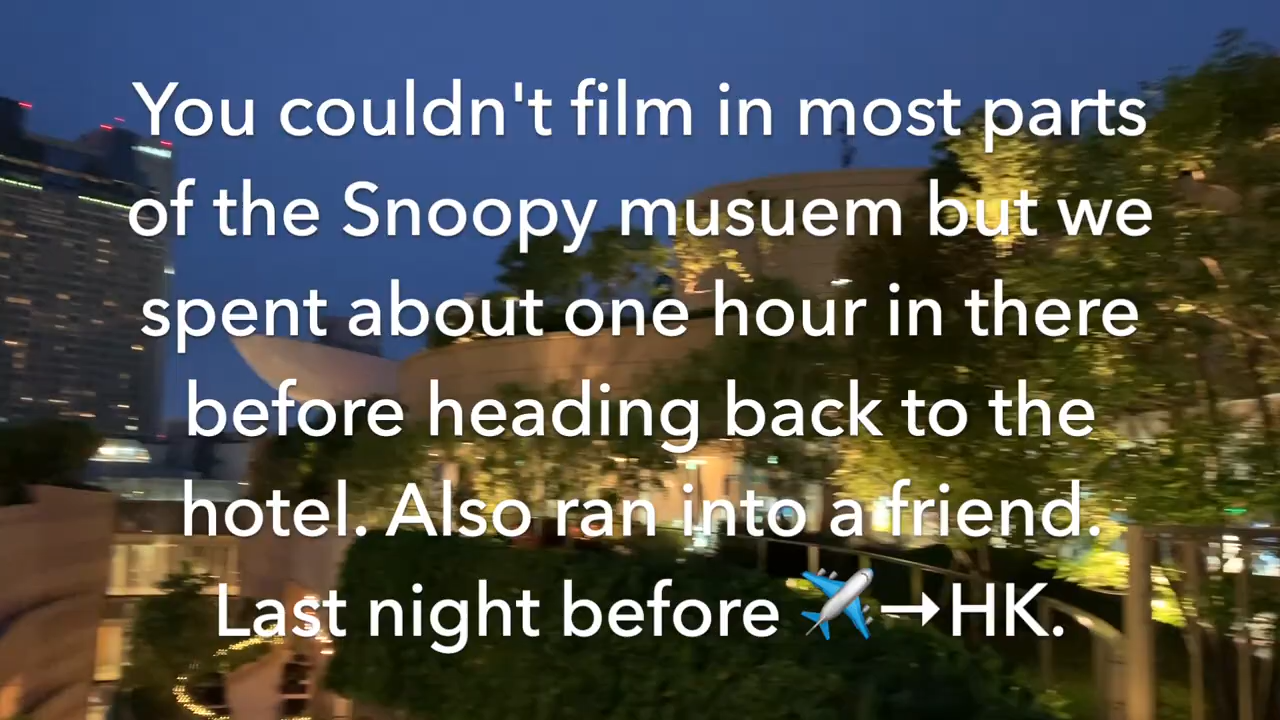 You couldn't film in most parts
of the Snoopy musuem but we
spent about one hour in there
before heading back to the
hotel. Also ran into a friend.
Last night before ✈️→HK.